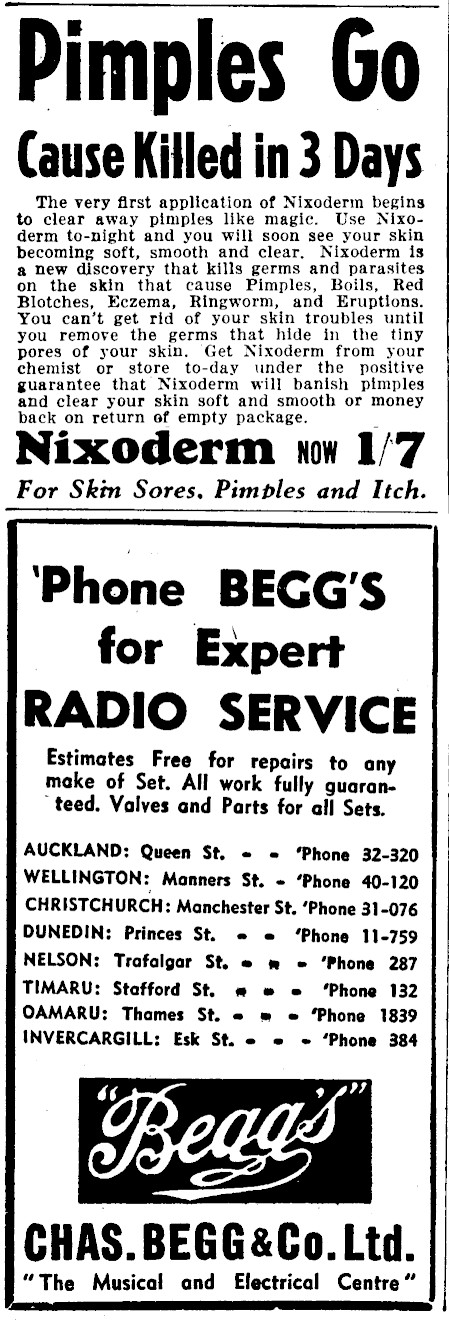 Pimples Go
Cause Killed in 3 Days
The very first application of Nixoderm begins
to clear away pimples like magic. Use Nixo-
derm to-night and you will soon see your skin
becoming soft, smooth and clear. Nixoderm is
a new discovery that kills germs and parasites
on the skin that cause Pimples, Boils, Red
Blotches, Eczema, Ringworm, and Eruptions.
You can't get rid of your skin troubles until
you remove the germs that hide in the tiny
pores of your skin. Get Nixoderm from your
chemist or store to-day under the positive
guarantee that Nixoderm will banish pimples
and clear your skin soft and smooth or money
back on return of empty package.
Nixoderm NOW 1/7
For Skin Sores, Pimples and Itch.
'Phone BEGG'S
for Expert
RADIO SERVICE
Estimates Free for repairs to any
make of Set. All work fully guaran-
teed. Valves and Parts for all Sets.
AUCKLAND: Queen St. - - 'Phone 32-320
WELLINGTON: Manners St. - 'Phone 40-120
CHRISTCHURCH: Manchester St. 'Phone 31-076
DUNEDIN: Princes St. - - 'Phone 11-759
NELSON: Trafalgar St. - - - 'Phone 287
TIMARU: Stafford St. - - - 'Phone 132
OAMARU: Thames St. - - - 'Phone 1839
INVERCARGILL: Esk St. - - - 'Phone 384
"Begg's"
CHAS. BEGG & Co. Ltd.
"The Musical and Electrical Centre"